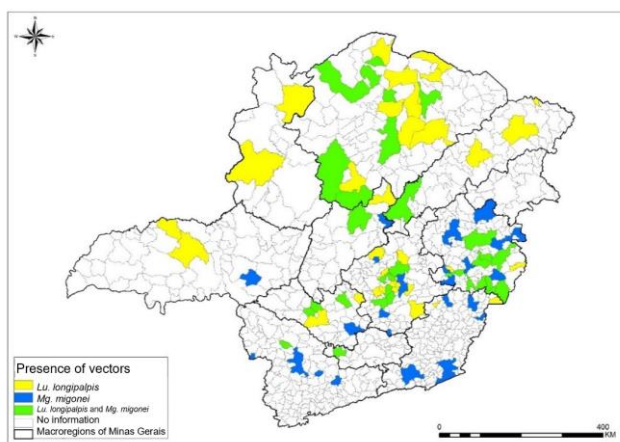 Presence of vectors
Lu. longipalpis
Mg. migonei
Lu. longipalpis and Mg. migonei
No information
Macroregions of Minas Gerais
0 400
KM